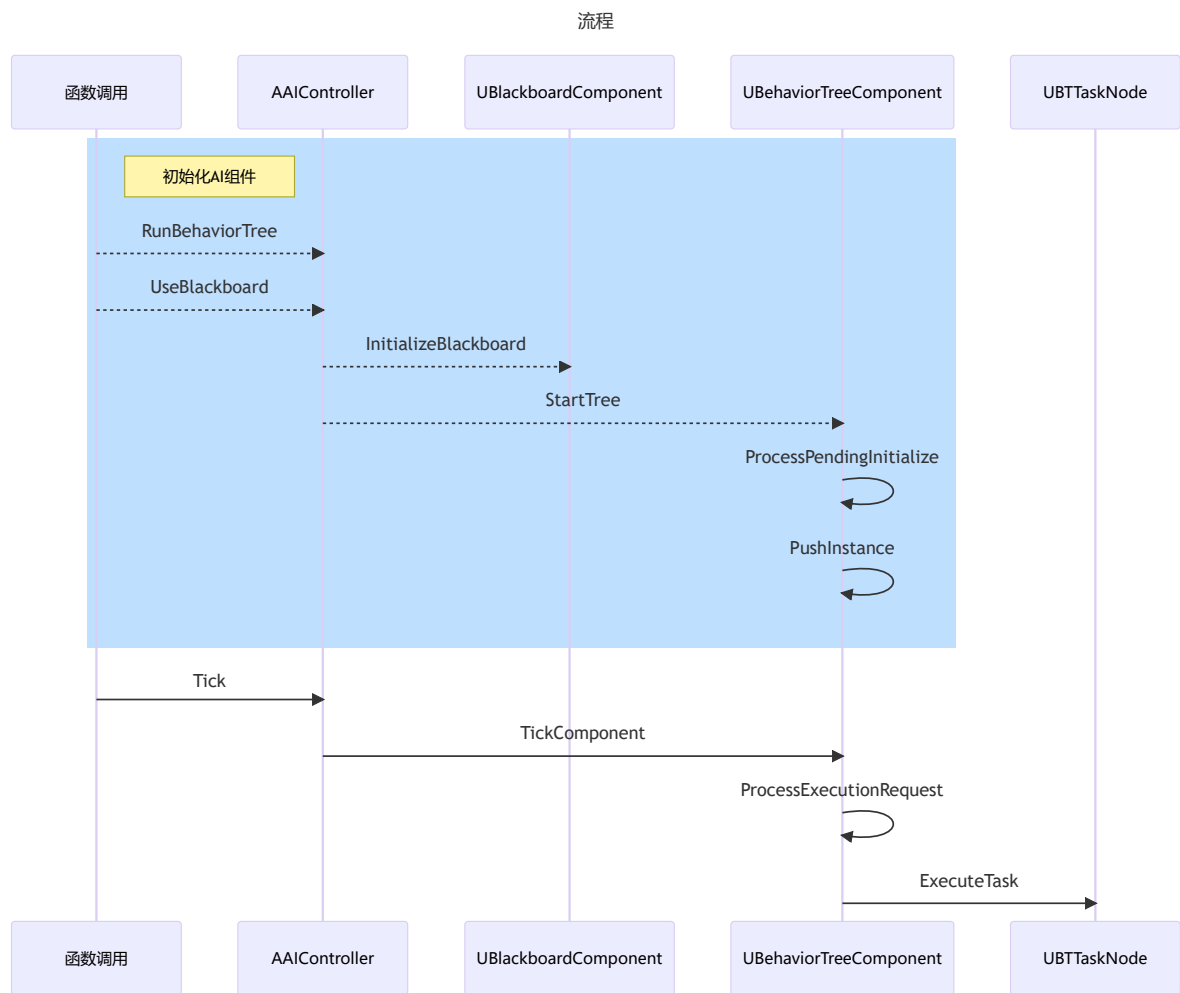 流程
函数调用
AAIController
UBlackboardComponent
UBehaviorTreeComponent
UBTTaskNode
初始化AI组件
RunBehaviorTree
UseBlackboard
InitializeBlackboard
StartTree
ProcessPendingInitialize
PushInstance
Tick
TickComponent
ProcessExecutionRequest
ExecuteTask
函数调用
AAIController
UBlackboardComponent
UBehaviorTreeComponent
UBTTaskNode